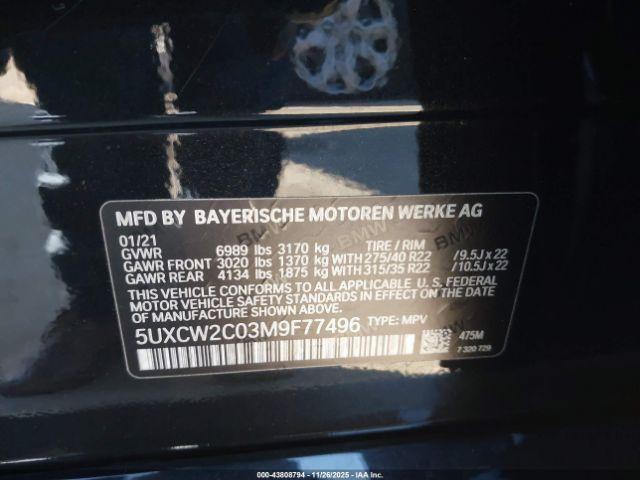 MFD BY BAYERISCHE MOTOREN WERKE AG
01/21
GVWR 6989 lbs 3170 kg TIRE / RIM
GAWR FRONT 3020 lbs 1370 kg WITH 275/40 R22 / 9.5J x 22
GAWR REAR 4134 lbs 1875 kg WITH 315/35 R22 / 10.5J x 22
THIS VEHICLE CONFORMS TO ALL APPLICABLE U. S. FEDERAL
MOTOR VEHICLE SAFETY STANDARDS IN EFFECT ON THE DATE
OF MANUFACTURE SHOWN ABOVE.
5UXCW2C03M9F77496 TYPE: MPV
475M
7 320 729
000-43808794 - 11/26/2025 - IAAI.CA